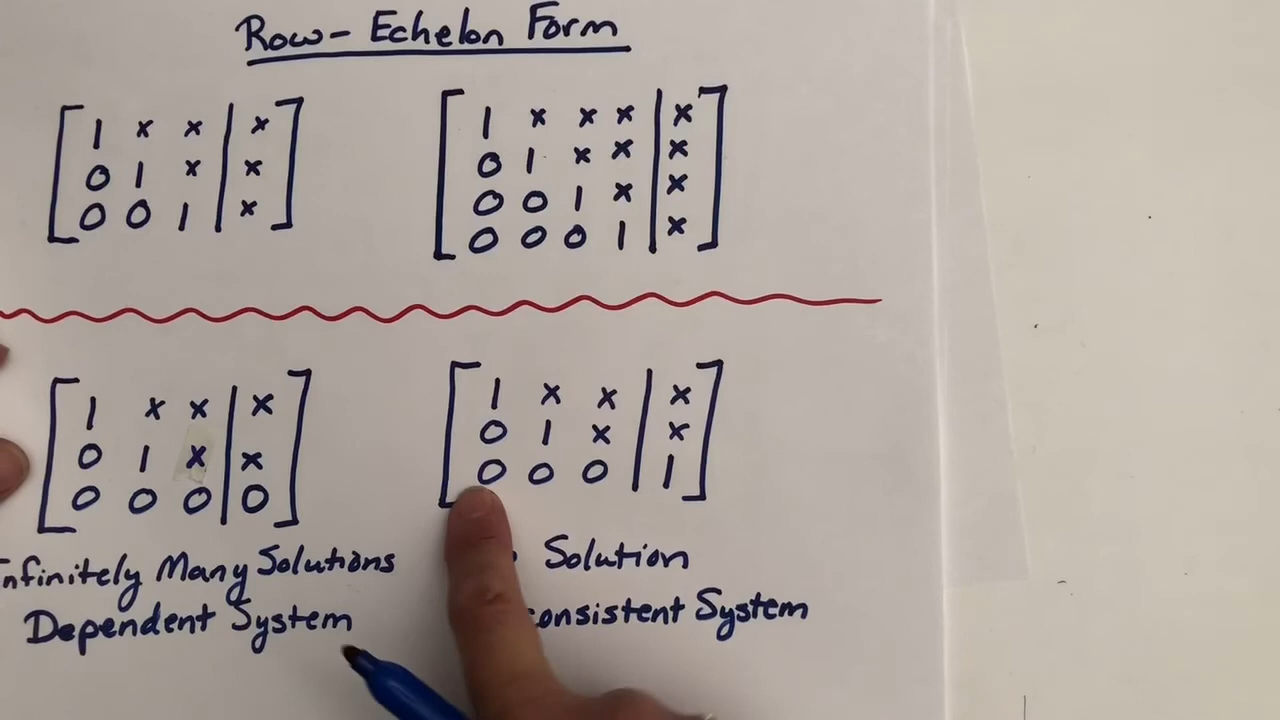 Row-Echelon Form
[ 1 x x | x ]
[ 0 1 x | x ]
[ 0 0 1 | x ]
[ 1 x x x | x ]
[ 0 1 x x | x ]
[ 0 0 1 x | x ]
[ 0 0 0 1 | x ]
[ 1 x x | x ]
[ 0 1 x | x ]
[ 0 0 0 | 0 ]
nfinitely Many Solutions
Dependent System
[ 1 x x | x ]
[ 0 1 x | x ]
[ 0 0 0 | 1 ]
Solution
consistent System